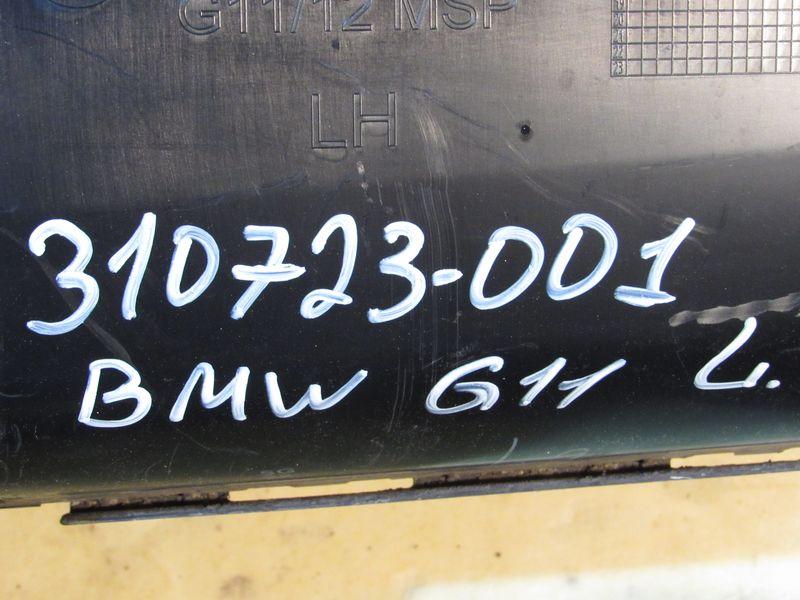 G11/12 MSP
LH
310723-001
BMW G11 L.